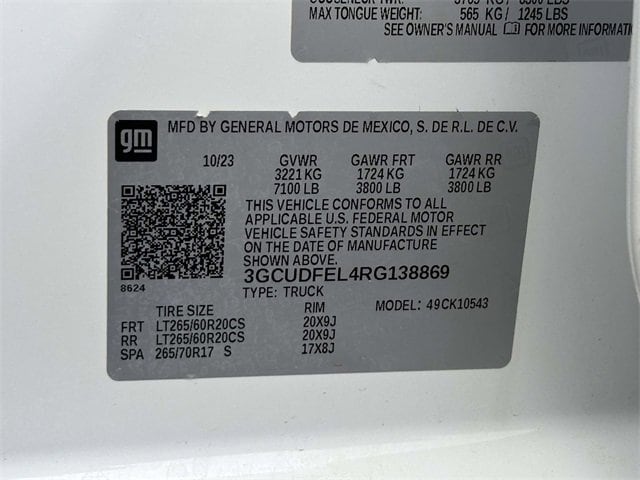 MAX TONGUE WEIGHT: 565 KG / 1245 LBS
SEE OWNER'S MANUAL FOR MORE INFORMATI
gm
MFD BY GENERAL MOTORS DE MEXICO, S. DE R.L. DE C.V.
10/23 GVWR GAWR FRT GAWR RR
3221 KG 1724 KG 1724 KG
7100 LB 3800 LB 3800 LB
THIS VEHICLE CONFORMS TO ALL
APPLICABLE U.S. FEDERAL MOTOR
VEHICLE SAFETY STANDARDS IN EFFECT
ON THE DATE OF MANUFACTURE
SHOWN ABOVE.
3GCUDFEL4RG138869
8624
TYPE: TRUCK
MODEL: 49CK10543
TIRE SIZE RIM
FRT LT265/60R20CS 20X9J
RR LT265/60R20CS 20X9J
SPA 265/70R17 S 17X8J